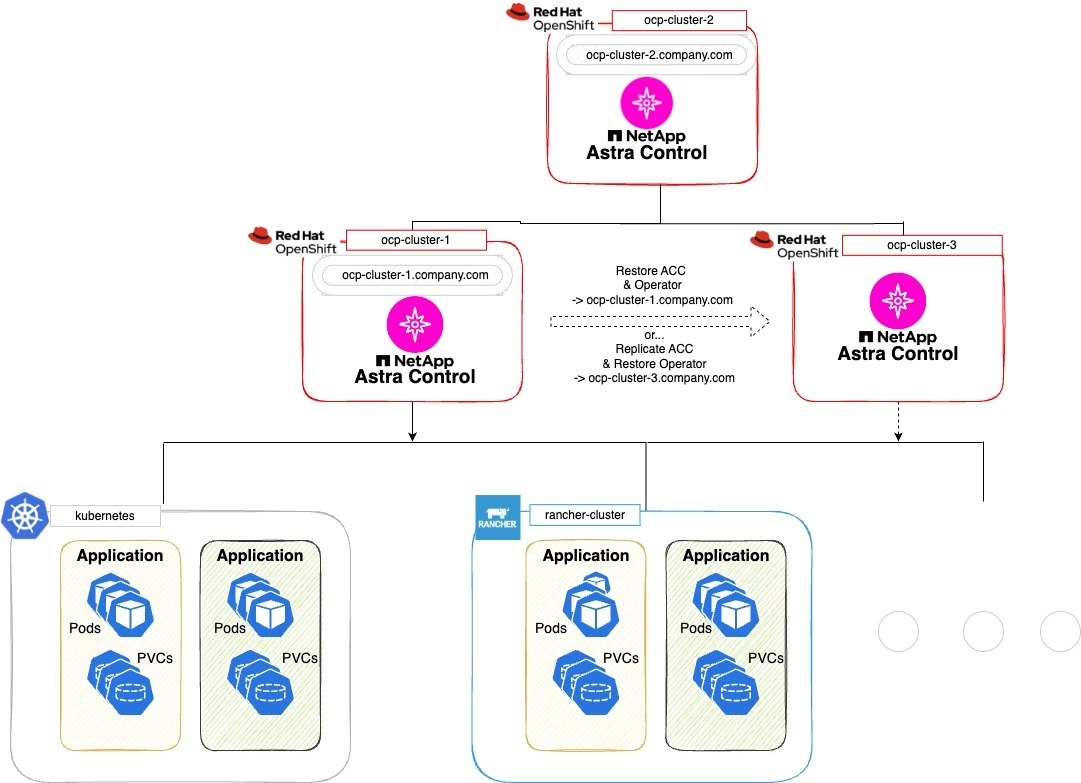 Red Hat
OpenShift
ocp-cluster-2
ocp-cluster-2.company.com
NetApp
Astra Control
Red Hat
OpenShift
ocp-cluster-1
ocp-cluster-1.company.com
NetApp
Astra Control
Restore ACC
& Operator
-> ocp-cluster-1.company.com
or...
Replicate ACC
& Restore Operator
-> ocp-cluster-3.company.com
Red Hat
OpenShift
ocp-cluster-3
NetApp
Astra Control
kubernetes
Application
Pods
PVCs
Application
Pods
PVCs
RANCHER
rancher-cluster
Application
Pods
PVCs
Application
Pods
PVCs